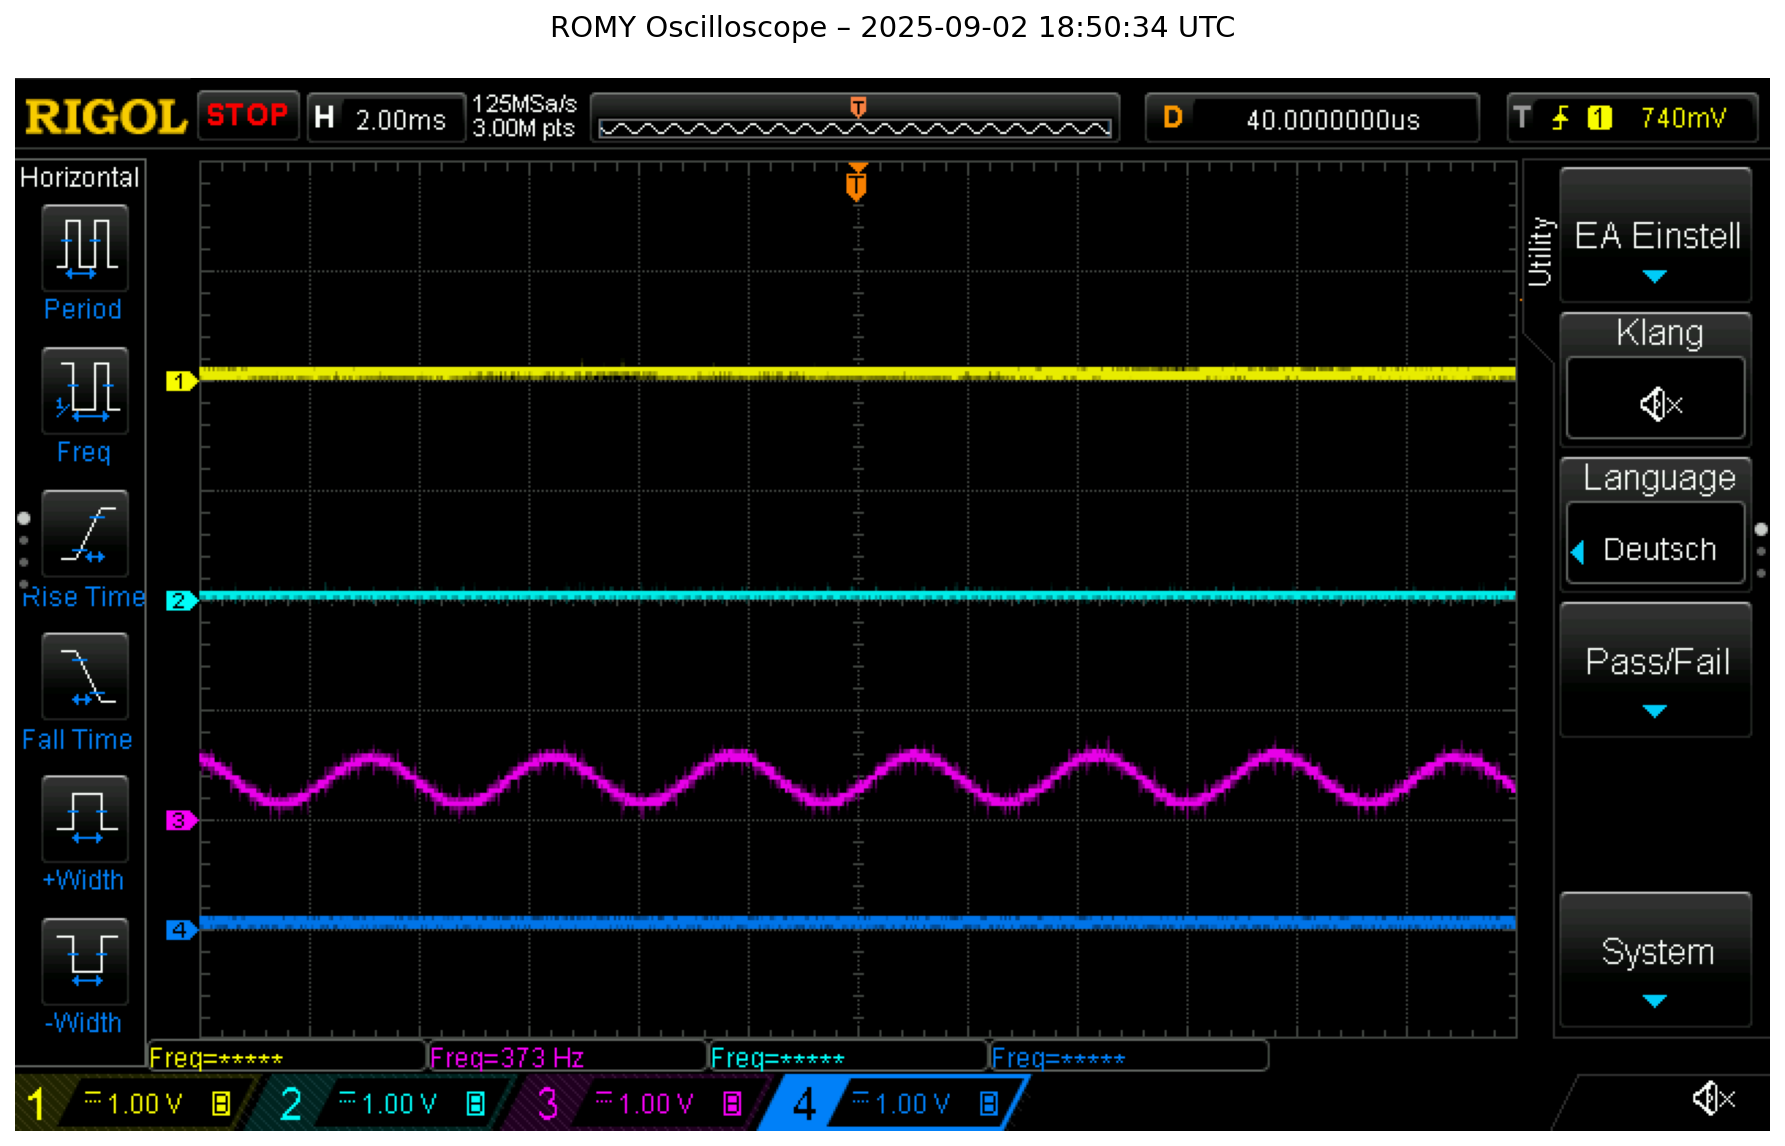 ROMY Oscilloscope – 2025-09-02 18:50:34 UTC
RIGOL STOP H 2.00ms 125MSa/s 3.00M pts T D 40.0000000us T 1 740mV
Horizontal
Period
Freq
Rise Time
Fall Time
+Width
-Width
T
1
2
3
4
Utility
EA Einstell
Klang
Language
Deutsch
Pass/Fail
System
Freq=***** Freq=373 Hz Freq=***** Freq=*****
1 1.00 V B 2 1.00 V B 3 1.00 V B 4 1.00 V B